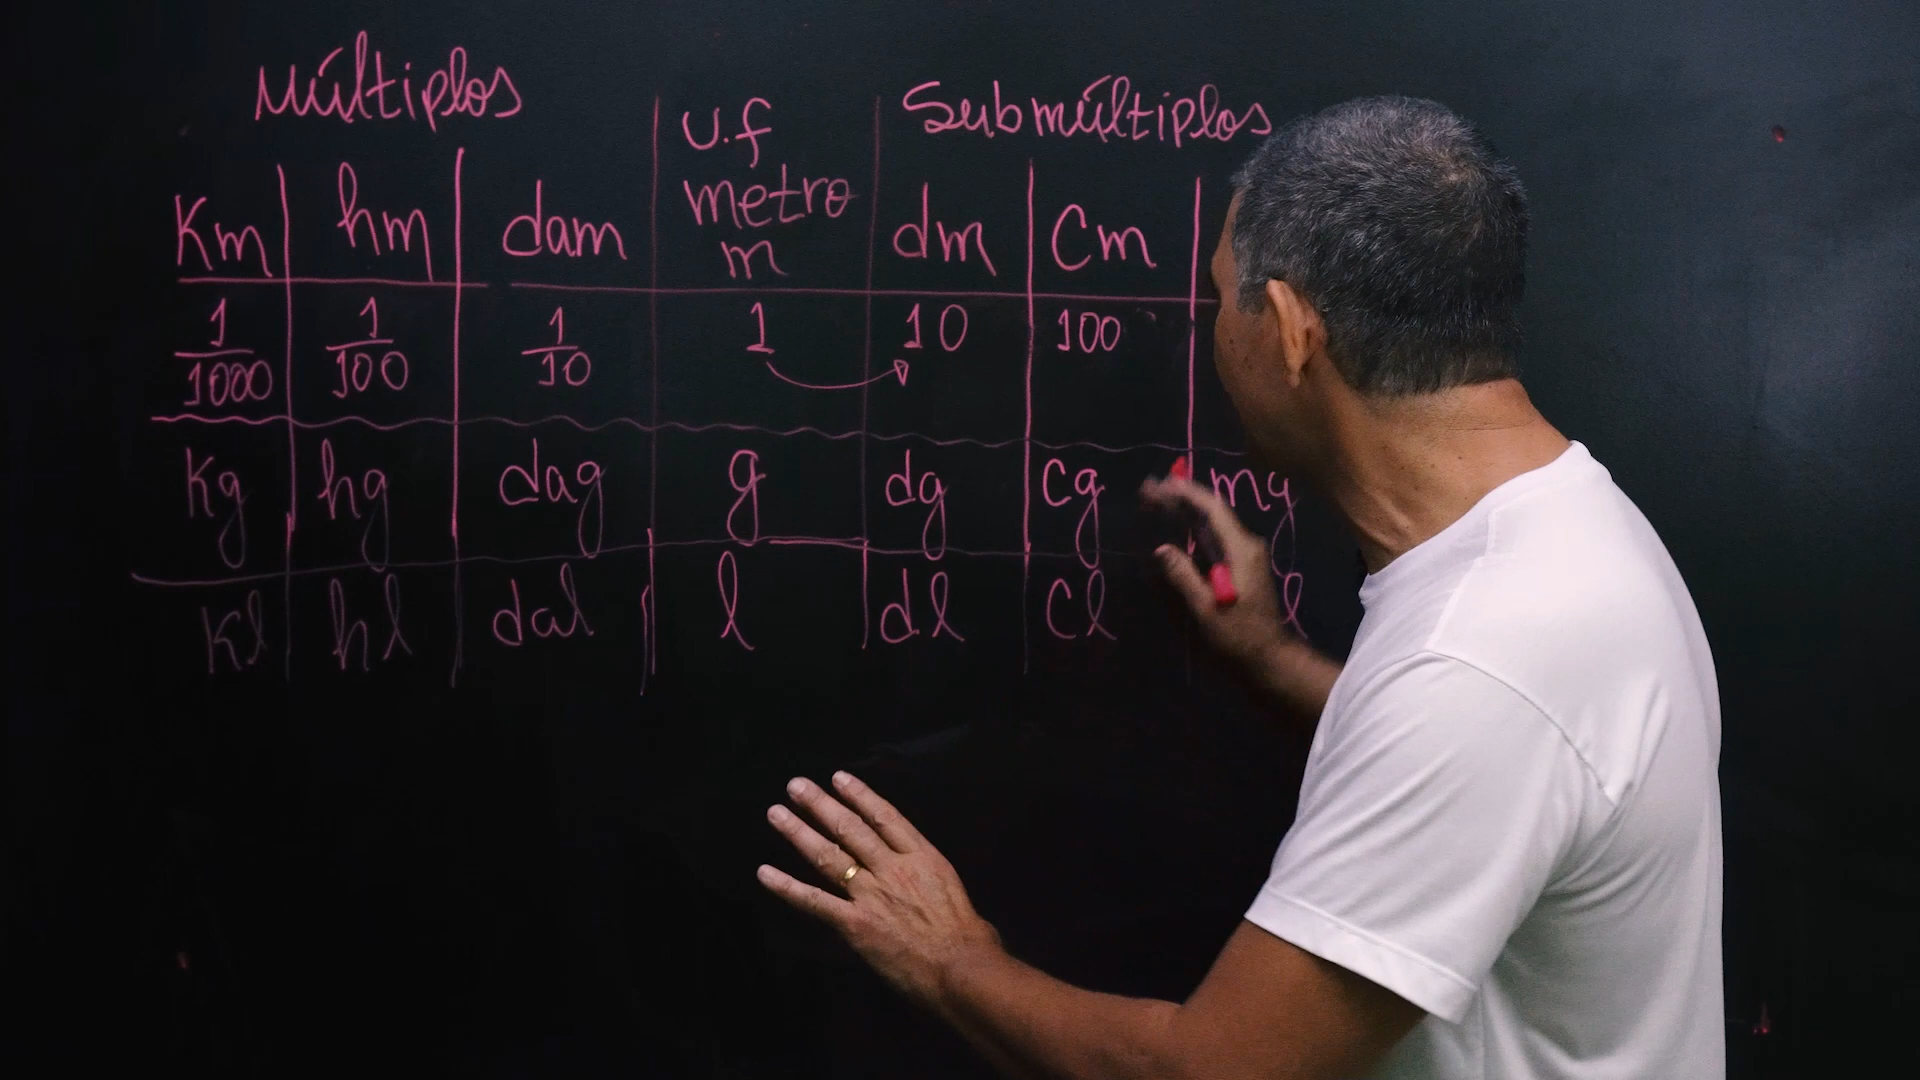 Múltiplos u.f Submúltiplos
metro
Km hm dam m dm Cm
1/1000 1/100 1/10 1 10 100
kg hg dag g dg cg mg
kl hl dal l dl cl l